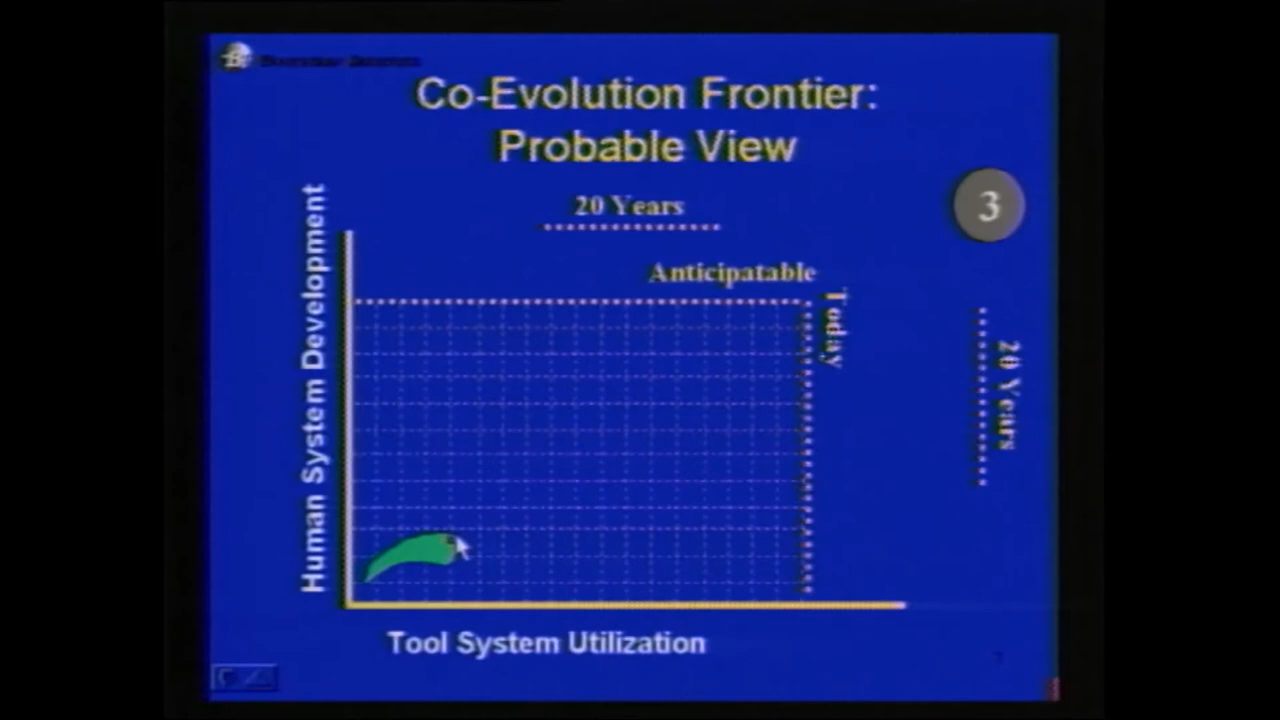 Co-Evolution Frontier:
Probable View
3
20 Years
Anticipatable
Today
20 Years
Human System Development
Tool System Utilization